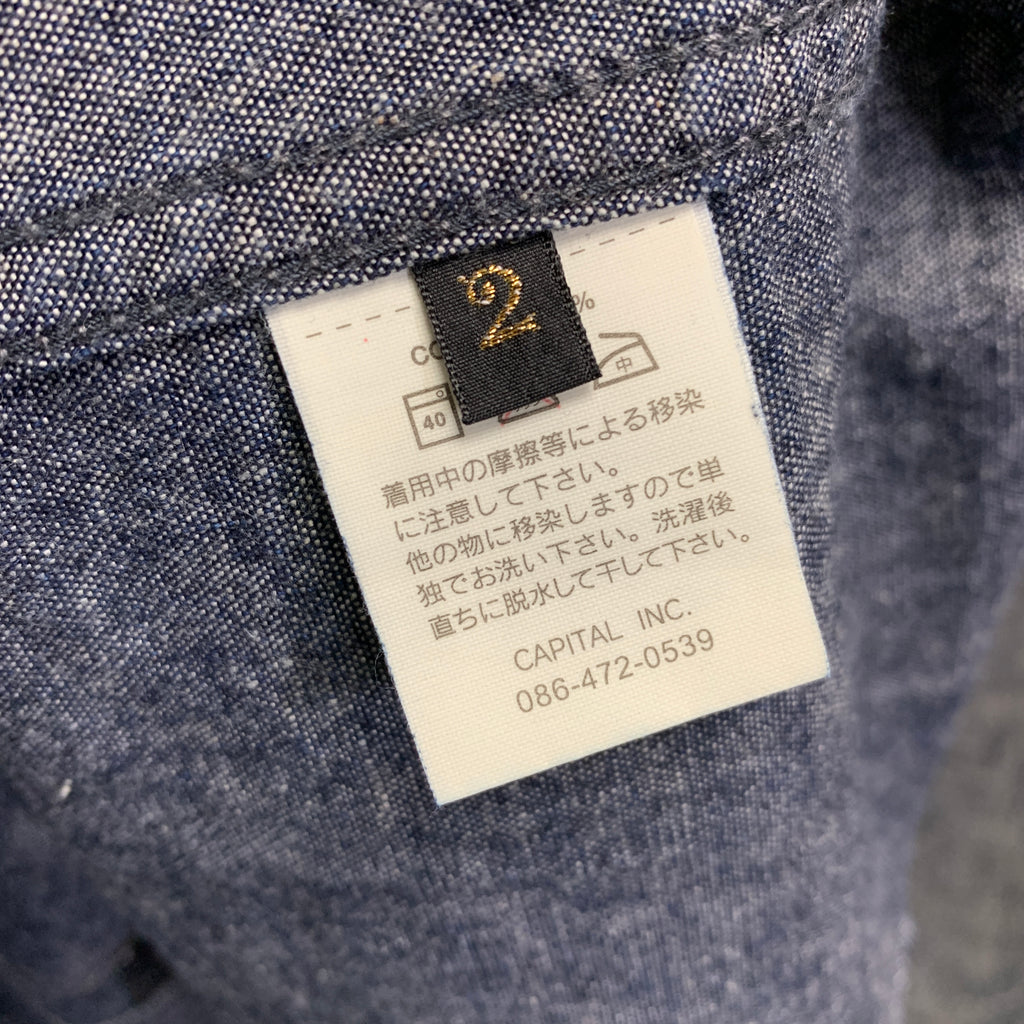 2
CO %
40 中
着用中の摩擦等による移染
に注意して下さい。
他の物に移染しますので単
独でお洗い下さい。洗濯後
直ちに脱水して干して下さい。
CAPITAL INC.
086-472-0539